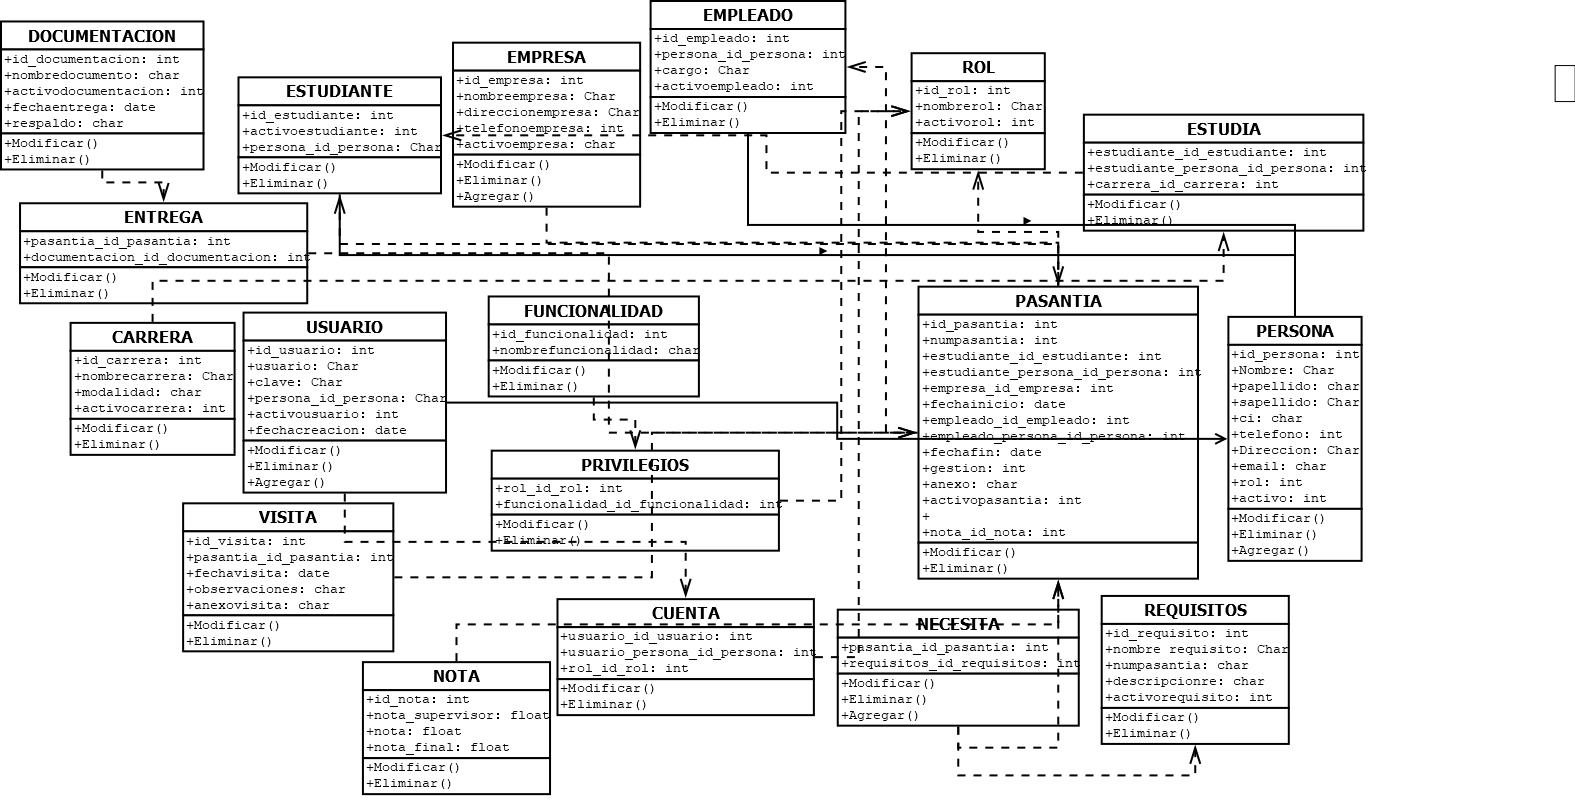 DOCUMENTACION
+id_documentacion: int
+nombredocumento: char
+activodocumentacion: int
+fechaentrega: date
+respaldo: char
+Modificar()
+Eliminar()
ESTUDIANTE
+id_estudiante: int
+activoestudiante: int
+persona_id_persona: Char
+Modificar()
+Eliminar()
EMPRESA
+id_empresa: int
+nombreempresa: Char
+direccionempresa: Char
+telefonoempresa: int
+activoempresa: char
+Modificar()
+Eliminar()
+Agregar()
EMPLEADO
+id_empleado: int
+persona_id_persona: int
+cargo: Char
+activoempleado: int
+Modificar()
+Eliminar()
ROL
+id_rol: int
+nombrerol: Char
+activorol: int
+Modificar()
+Eliminar()
ESTUDIA
+estudiante_id_estudiante: int
+estudiante_persona_id_persona: int
+carrera_id_carrera: int
+Modificar()
+Eliminar()
ENTREGA
+pasantia_id_pasantia: int
+documentacion_id_documentacion: int
+Modificar()
+Eliminar()
CARRERA
+id_carrera: int
+nombrecarrera: Char
+modalidad: char
+activocarrera: int
+Modificar()
+Eliminar()
USUARIO
+id_usuario: int
+usuario: Char
+clave: Char
+persona_id_persona: Char
+activousuario: int
+fechacreacion: date
+Modificar()
+Eliminar()
+Agregar()
FUNCIONALIDAD
+id_funcionalidad: int
+nombrefuncionalidad: char
+Modificar()
+Eliminar()
PASANTIA
+id_pasantia: int
+numpasantia: int
+estudiante_id_estudiante: int
+estudiante_persona_id_persona: int
+empresa_id_empresa: int
+fechainicio: date
+empleado_id_empleado: int
+empleado_persona_id_persona: int
+fechafin: date
+gestion: int
+anexo: char
+activopasantia: int
+
+nota_id_nota: int
+Modificar()
+Eliminar()
PERSONA
+id_persona: int
+Nombre: Char
+papellido: char
+sapellido: Char
+ci: char
+telefono: int
+Direccion: Char
+email: char
+rol: int
+activo: int
+Modificar()
+Eliminar()
+Agregar()
PRIVILEGIOS
+rol_id_rol: int
+funcionalidad_id_funcionalidad: int
+Modificar()
+Eliminar()
VISITA
+id_visita: int
+pasantia_id_pasantia: int
+fechavisita: date
+observaciones: char
+anexovisita: char
+Modificar()
+Eliminar()
CUENTA
+usuario_id_usuario: int
+usuario_persona_id_persona: int
+rol_id_rol: int
+Modificar()
+Eliminar()
NECESITA
+pasantia_id_pasantia: int
+requisitos_id_requisitos: int
+Modificar()
+Eliminar()
+Agregar()
REQUISITOS
+id_requisito: int
+nombre requisito: Char
+numpasantia: char
+descripcionre: char
+activorequisito: int
+Modificar()
+Eliminar()
NOTA
+id_nota: int
+nota_supervisor: float
+nota: float
+nota_final: float
+Modificar()
+Eliminar()